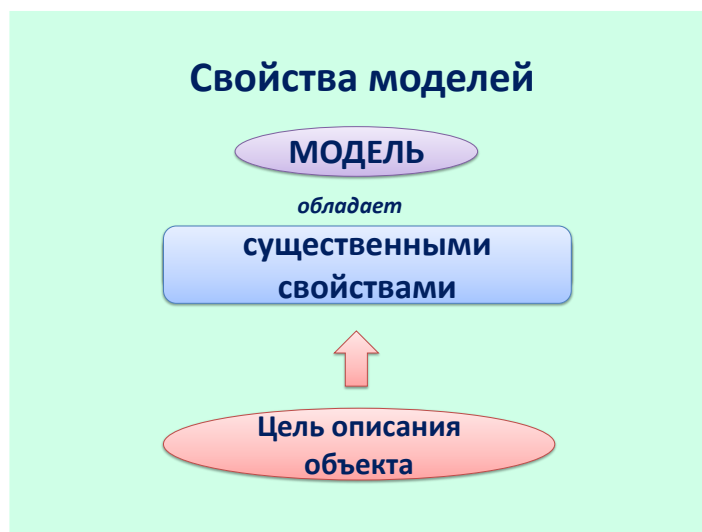 Свойства моделей
МОДЕЛЬ
обладает
существенными
свойствами
Цель описания
объекта